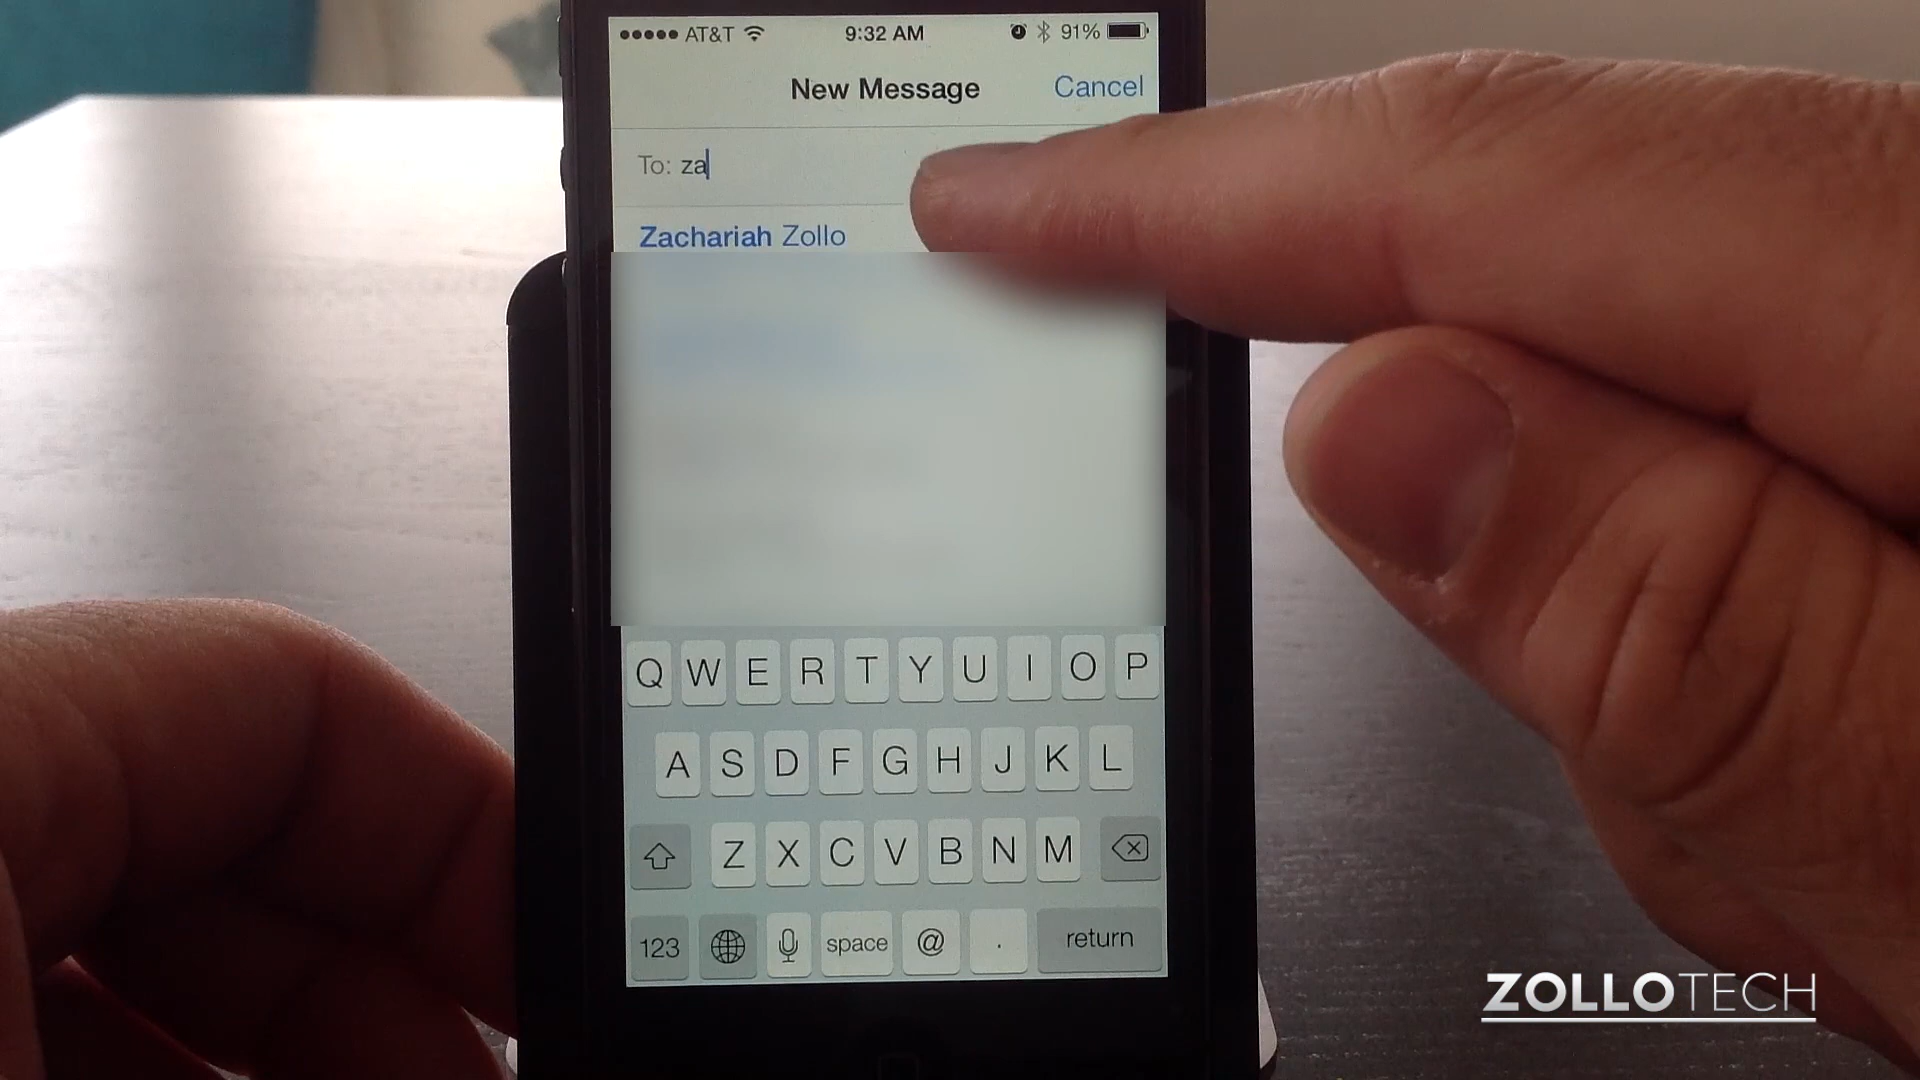 ●●●●● AT&T 9:32 AM 91%
New Message Cancel
To: za
Zachariah Zollo
Q W E R T Y U I O P
A S D F G H J K L
Z X C V B N M
123 space @ . return
ZOLLOTECH